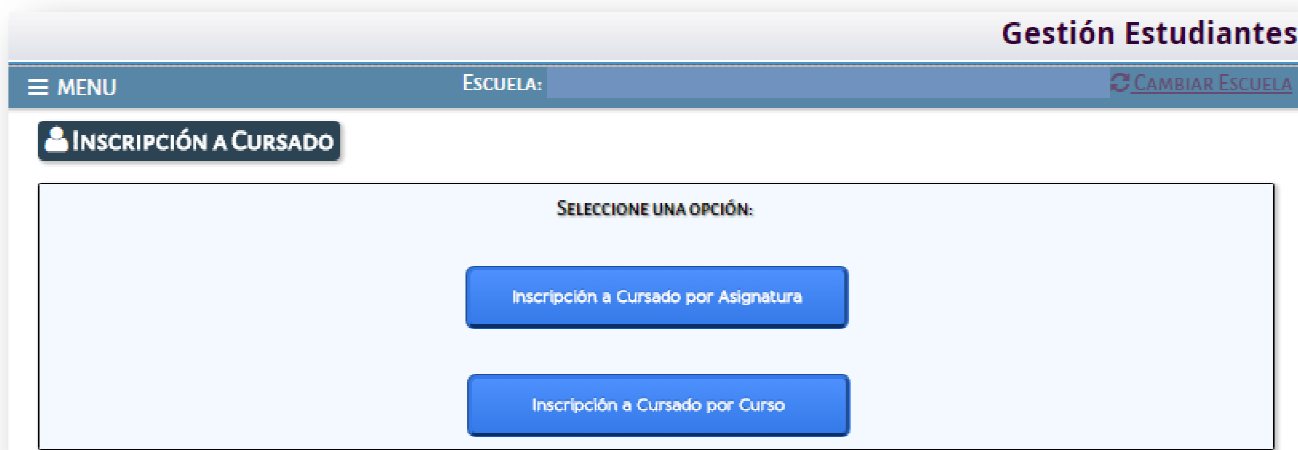 Gestión Estudiantes
☰ MENU ESCUELA: CAMBIAR ESCUELA
INSCRIPCIÓN A CURSADO
SELECCIONE UNA OPCIÓN:
Inscripción a Cursado por Asignatura
Inscripción a Cursado por Curso